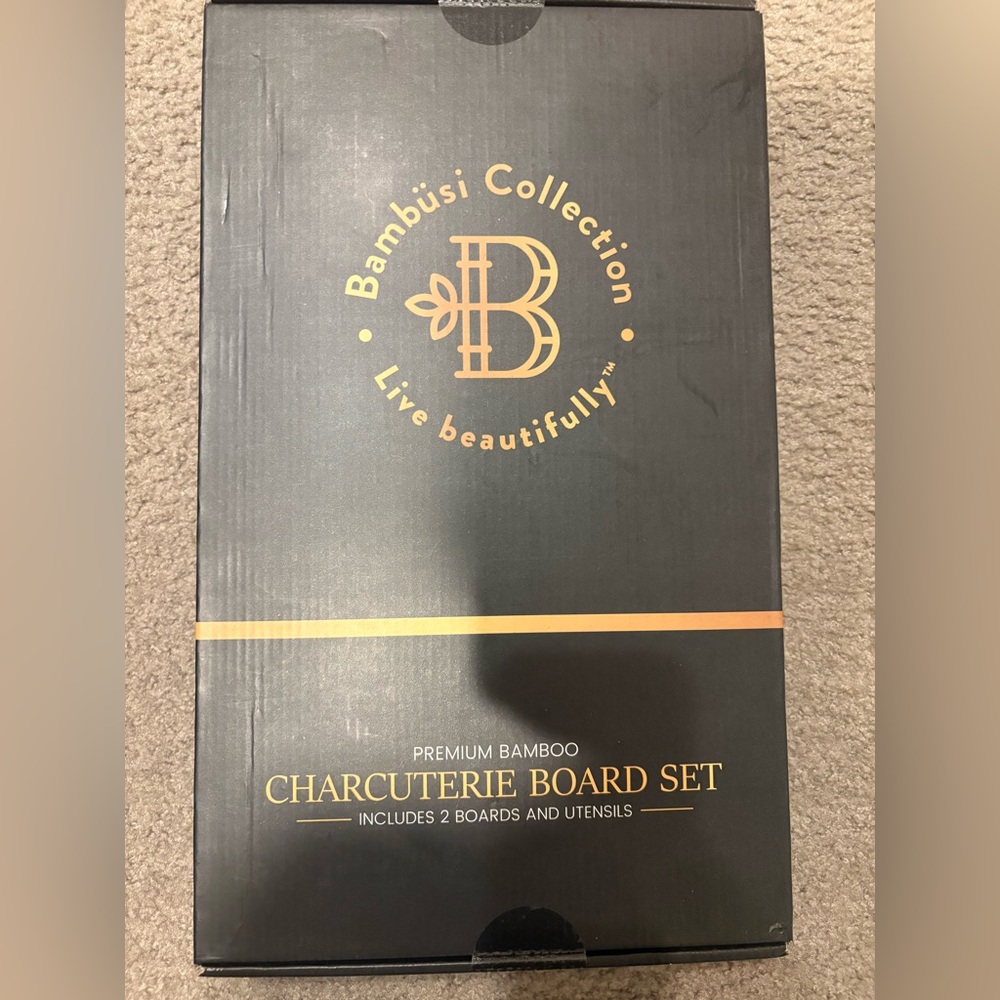 Bambüsi Collection
B
Live beautifully™
PREMIUM BAMBOO
CHARCUTERIE BOARD SET
INCLUDES 2 BOARDS AND UTENSILS